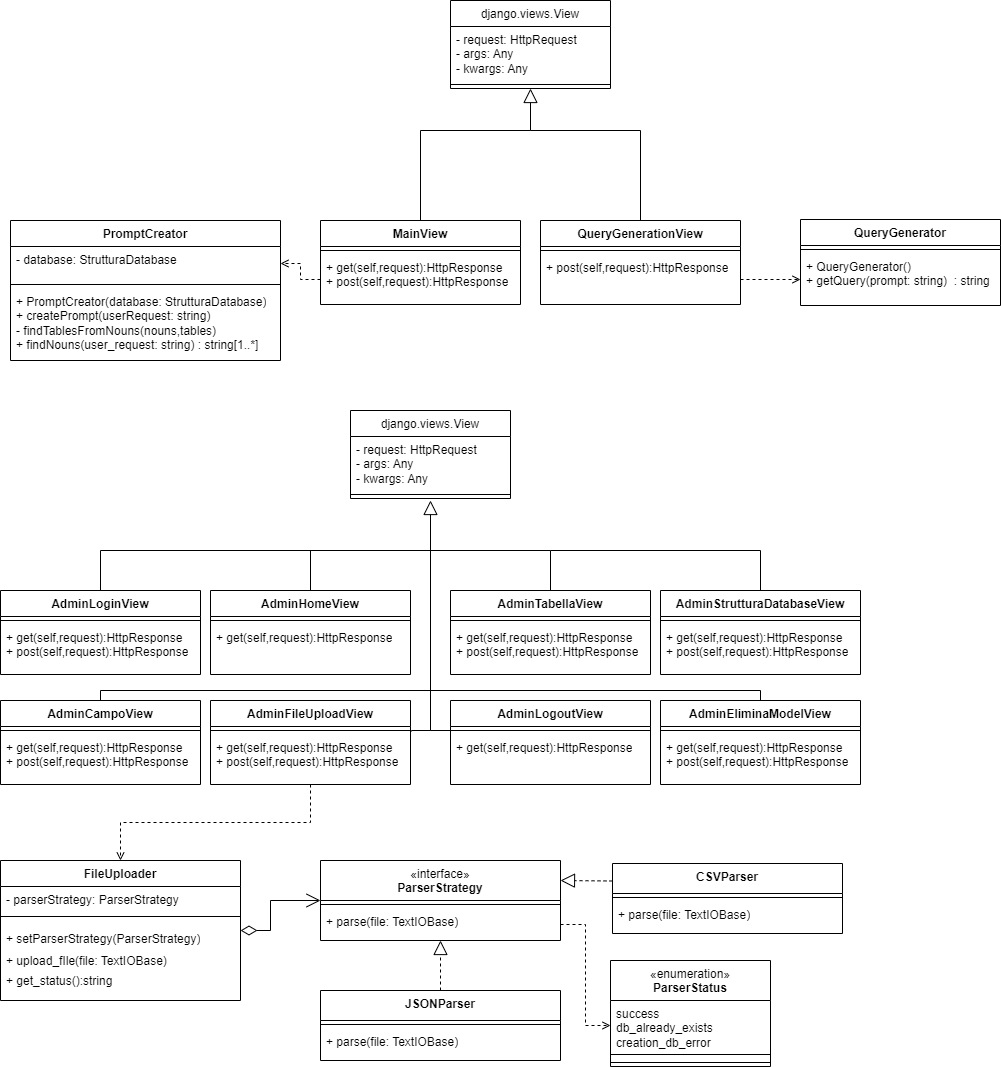 django.views.View
- request: HttpRequest
- args: Any
- kwargs: Any
PromptCreator
- database: StrutturaDatabase
+ PromptCreator(database: StrutturaDatabase)
+ createPrompt(userRequest: string)
- findTablesFromNouns(nouns,tables)
+ findNouns(user_request: string) : string[1..*]
MainView
+ get(self,request):HttpResponse
+ post(self,request):HttpResponse
QueryGenerationView
+ post(self,request):HttpResponse
QueryGenerator
+ QueryGenerator()
+ getQuery(prompt: string) : string
django.views.View
- request: HttpRequest
- args: Any
- kwargs: Any
AdminLoginView
+ get(self,request):HttpResponse
+ post(self,request):HttpResponse
AdminHomeView
+ get(self,request):HttpResponse
AdminTabellaView
+ get(self,request):HttpResponse
+ post(self,request):HttpResponse
AdminStrutturaDatabaseView
+ get(self,request):HttpResponse
+ post(self,request):HttpResponse
AdminCampoView
+ get(self,request):HttpResponse
+ post(self,request):HttpResponse
AdminFileUploadView
+ get(self,request):HttpResponse
+ post(self,request):HttpResponse
AdminLogoutView
+ get(self,request):HttpResponse
AdminEliminaModelView
+ get(self,request):HttpResponse
+ post(self,request):HttpResponse
FileUploader
- parserStrategy: ParserStrategy
+ setParserStrategy(ParserStrategy)
+ upload_fIle(file: TextIOBase)
+ get_status():string
«interface»
ParserStrategy
+ parse(file: TextIOBase)
CSVParser
+ parse(file: TextIOBase)
JSONParser
+ parse(file: TextIOBase)
«enumeration»
ParserStatus
success
db_already_exists
creation_db_error